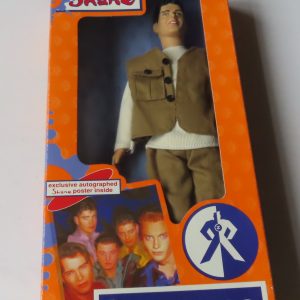 Shane
exclusive autographed
Shane poster inside